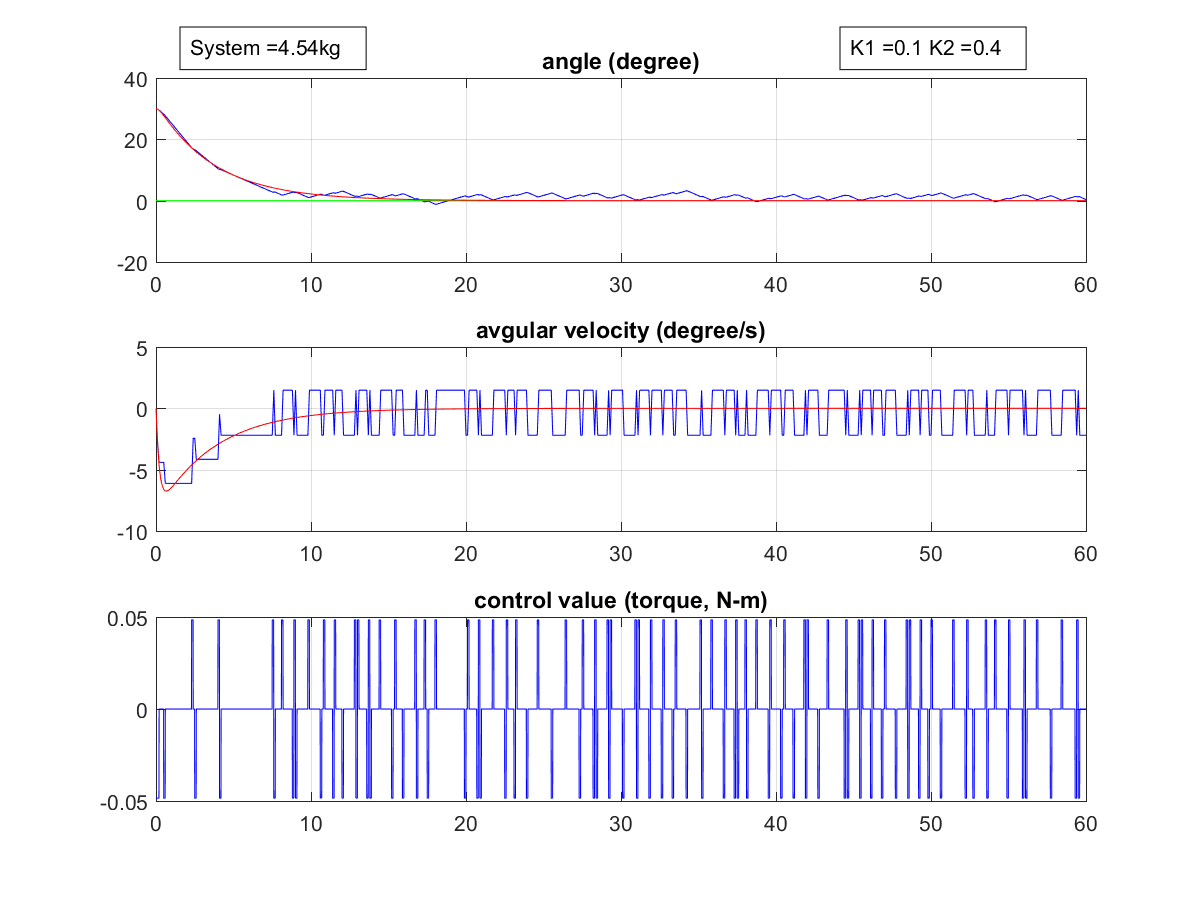 System =4.54kg
K1 =0.1 K2 =0.4
angle (degree)
40
20
0
-20
0 10 20 30 40 50 60
avgular velocity (degree/s)
5
0
-5
-10
0 10 20 30 40 50 60
control value (torque, N-m)
0.05
0
-0.05
0 10 20 30 40 50 60